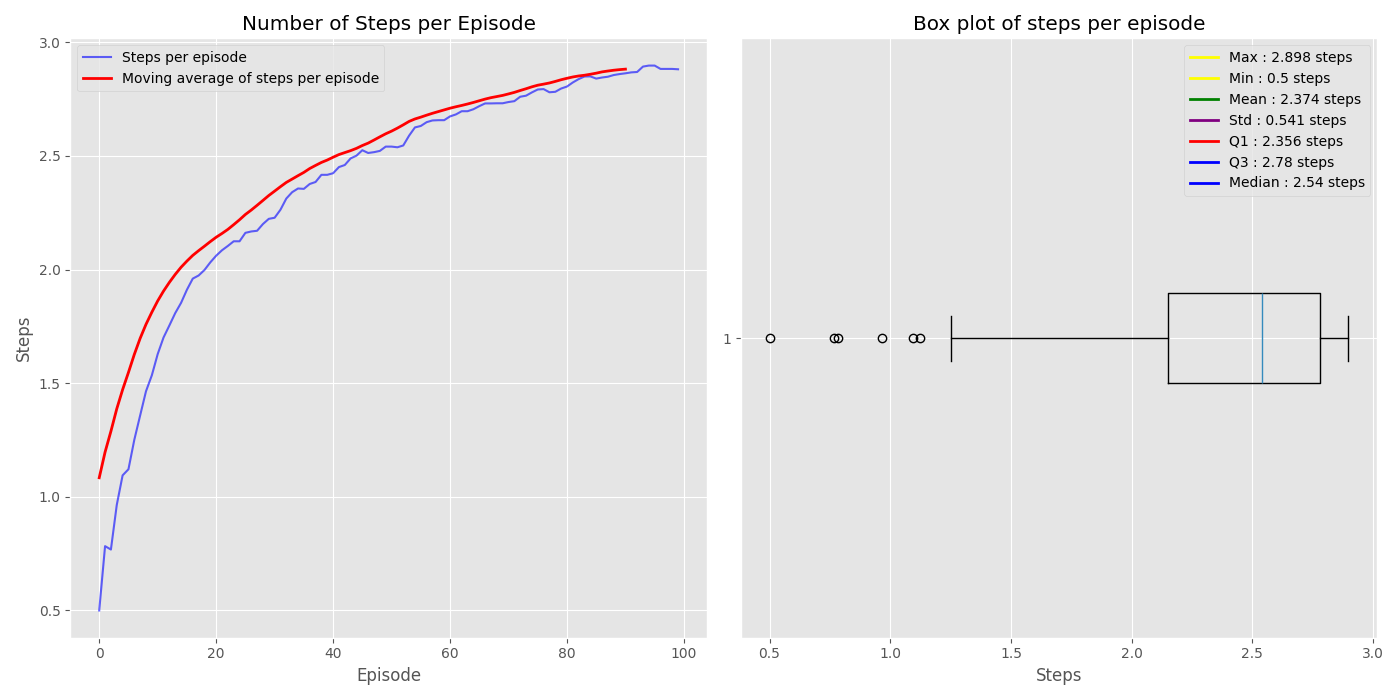 Number of Steps per Episode
Steps per episode
Moving average of steps per episode
3.0
2.5
2.0
1.5
1.0
0.5
Steps
0 20 40 60 80 100
Episode
Box plot of steps per episode
Max : 2.898 steps
Min : 0.5 steps
Mean : 2.374 steps
Std : 0.541 steps
Q1 : 2.356 steps
Q3 : 2.78 steps
Median : 2.54 steps
1
0.5 1.0 1.5 2.0 2.5 3.0
Steps